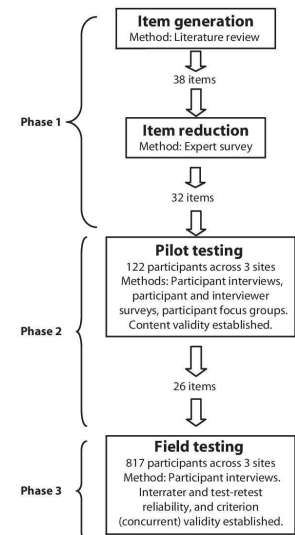 Item generation
Method: Literature review
38 items
Phase 1
Item reduction
Method: Expert survey
32 items
Pilot testing
122 participants across 3 sites
Methods: Participant interviews,
participant and interviewer
surveys, participant focus groups.
Content validity established.
Phase 2
26 items
Field testing
817 participants across 3 sites
Method: Participant interviews.
Phase 3
Interrater and test-retest
reliability, and criterion
(concurrent) validity established.